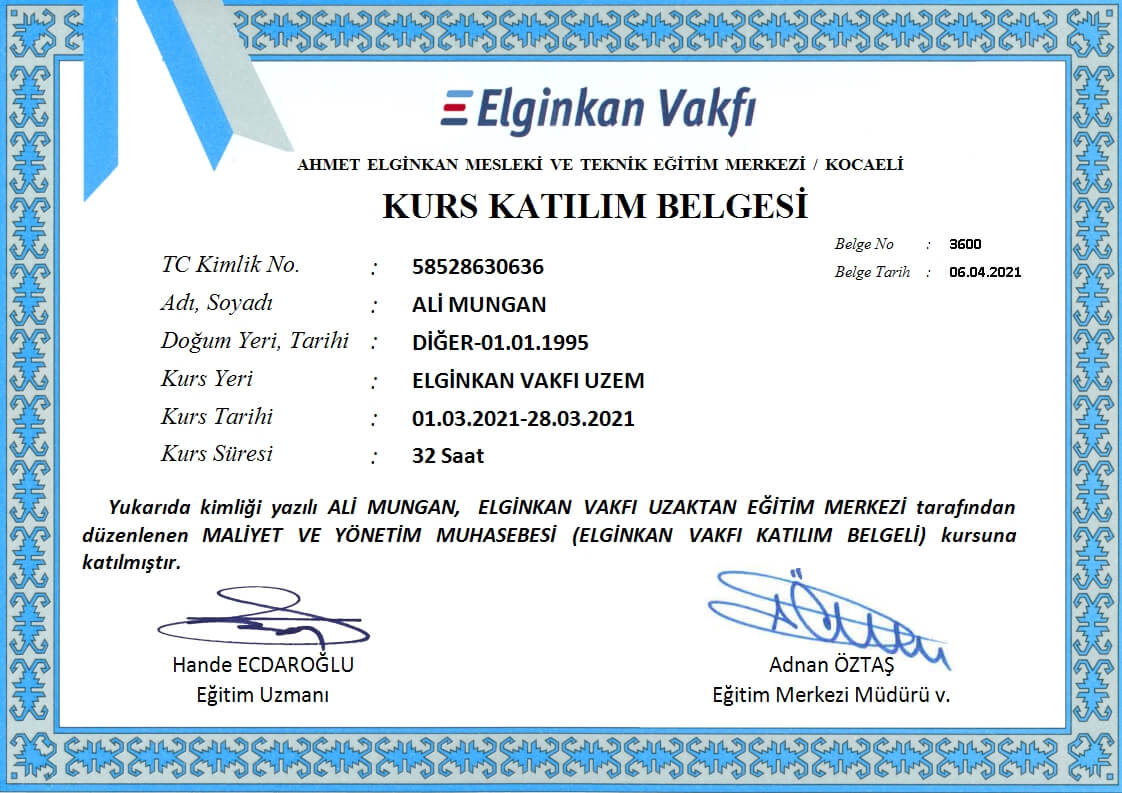 Elginkan Vakfı
AHMET ELGİNKAN MESLEKİ VE TEKNİK EĞİTİM MERKEZİ / KOCAELİ
KURS KATILIM BELGESİ
Belge No : 3600
Belge Tarih : 06.04.2021
TC Kimlik No. : 58528630636
Adı, Soyadı : ALİ MUNGAN
Doğum Yeri, Tarihi : DİĞER-01.01.1995
Kurs Yeri : ELGİNKAN VAKFI UZEM
Kurs Tarihi : 01.03.2021-28.03.2021
Kurs Süresi : 32 Saat
Yukarıda kimliği yazılı ALİ MUNGAN, ELGİNKAN VAKFI UZAKTAN EĞİTİM MERKEZİ tarafından
düzenlenen MALİYET VE YÖNETİM MUHASEBESİ (ELGİNKAN VAKFI KATILIM BELGELİ) kursuna
katılmıştır.
Hande ECDAROĞLU
Eğitim Uzmanı
Adnan ÖZTAŞ
Eğitim Merkezi Müdürü v.